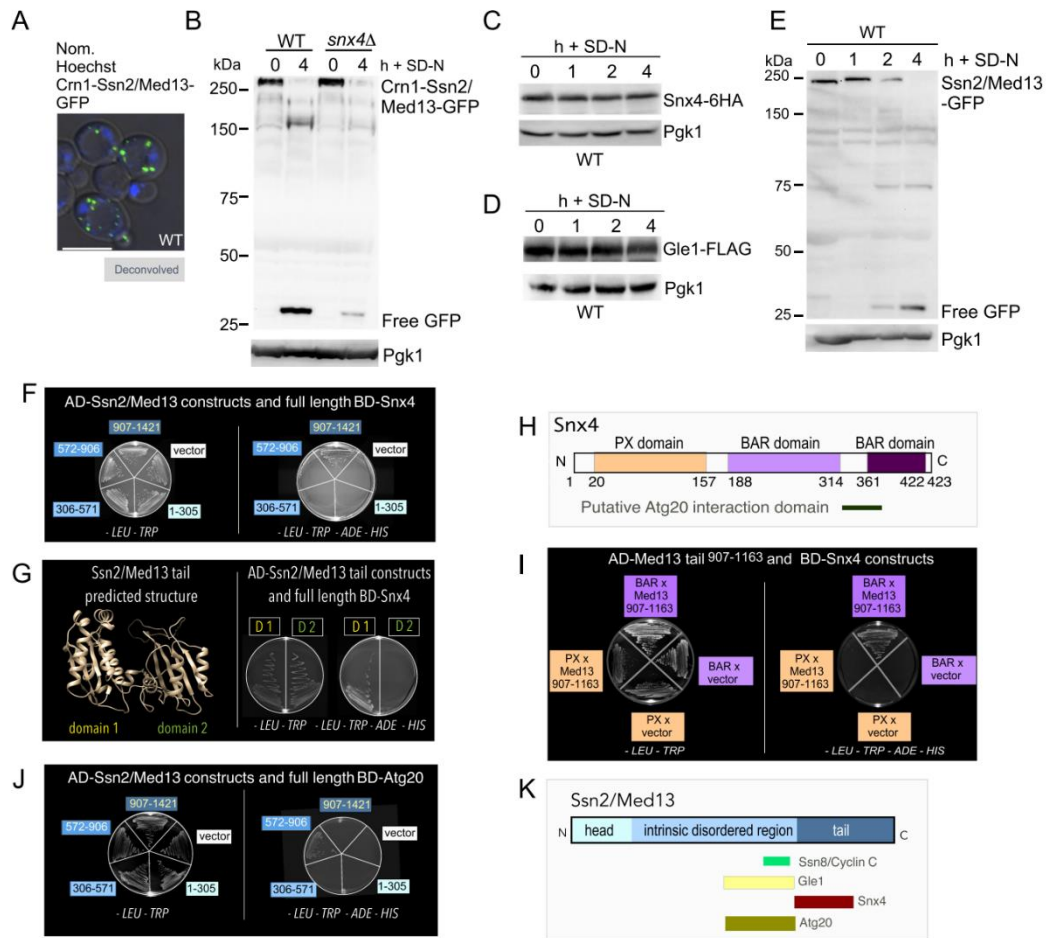 A
Nom.
Hoechst
Crn1-Ssn2/Med13-
GFP
WT
Deconvolved
B
WT snx4Δ
kDa 0 4 0 4 h + SD-N
250
Crn1-Ssn2/
Med13-GFP
150
75
50
25
Free GFP
Pgk1
C
h + SD-N
0 1 2 4
Snx4-6HA
Pgk1
WT
D
h + SD-N
0 1 2 4
Gle1-FLAG
Pgk1
WT
E
WT
kDa 0 1 2 4 h + SD-N
250
Ssn2/Med13
-GFP
150
75
50
25
Free GFP
Pgk1
F
AD-Ssn2/Med13 constructs and full length BD-Snx4
907-1421 907-1421
572-906 vector 572-906 vector
306-571 1-305 306-571 1-305
- LEU - TRP - LEU - TRP - ADE - HIS
G
Ssn2/Med13 tail
predicted structure
domain 1 domain 2
AD-Ssn2/Med13 tail constructs
and full length BD-Snx4
D 1 D 2 D 1 D 2
- LEU - TRP - LEU - TRP - ADE - HIS
H
Snx4
PX domain BAR domain BAR domain
N C
1 20 157 188 314 361 422 423
Putative Atg20 interaction domain
I
AD-Med13 tail 907-1163 and BD-Snx4 constructs
BAR x
Med13
907-1163
PX x
Med13
907-1163
BAR x
vector
PX x
vector
- LEU - TRP
BAR x
Med13
907-1163
PX x
Med13
907-1163
BAR x
vector
PX x
vector
- LEU - TRP - ADE - HIS
J
AD-Ssn2/Med13 constructs and full length BD-Atg20
907-1421 907-1421
572-906 vector 572-906 vector
306-571 1-305 306-571 1-305
- LEU - TRP - LEU - TRP - ADE - HIS
K
Ssn2/Med13
N head intrinsic disordered region tail C
Ssn8/Cyclin C
Gle1
Snx4
Atg20